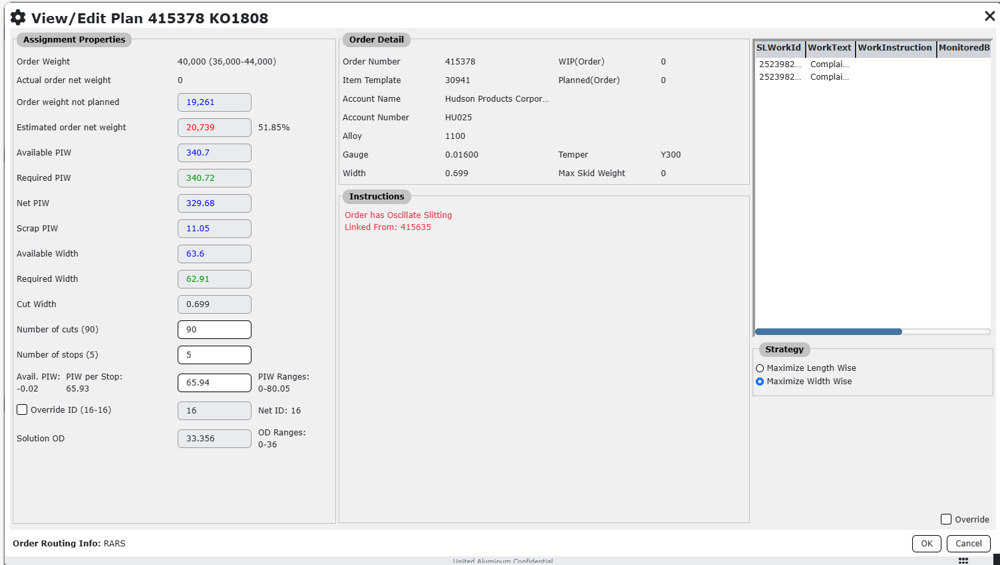 View/Edit Plan 415378 KO1808
Assignment Properties
Order Weight 40,000 (36,000-44,000)
Actual order net weight 0
Order weight not planned 19,261
Estimated order net weight 20,739 51.85%
Available PIW 340.7
Required PIW 340.72
Net PIW 329.68
Scrap PIW 11.05
Available Width 63.6
Required Width 62.91
Cut Width 0.699
Number of cuts (90) 90
Number of stops (5) 5
Avail. PIW: PIW per Stop: 65.94 PIW Ranges:
-0.02 65.93 0-80.05
Override ID (16-16) 16 Net ID: 16
Solution OD 33.356 OD Ranges:
0-36
Order Detail
Order Number 415378 WIP(Order) 0
Item Template 30941 Planned(Order) 0
Account Name Hudson Products Corpor...
Account Number HU025
Alloy 1100
Gauge 0.01600 Temper Y300
Width 0.699 Max Skid Weight 0
Instructions
Order has Oscillate Slitting
Linked From: 415635
SLWorkId WorkText WorkInstruction MonitoredB
2523982... Complai...
2523982... Complai...
Strategy
Maximize Length Wise
Maximize Width Wise
Override
Order Routing Info: RARS
OK Cancel
United Aluminum Confidential